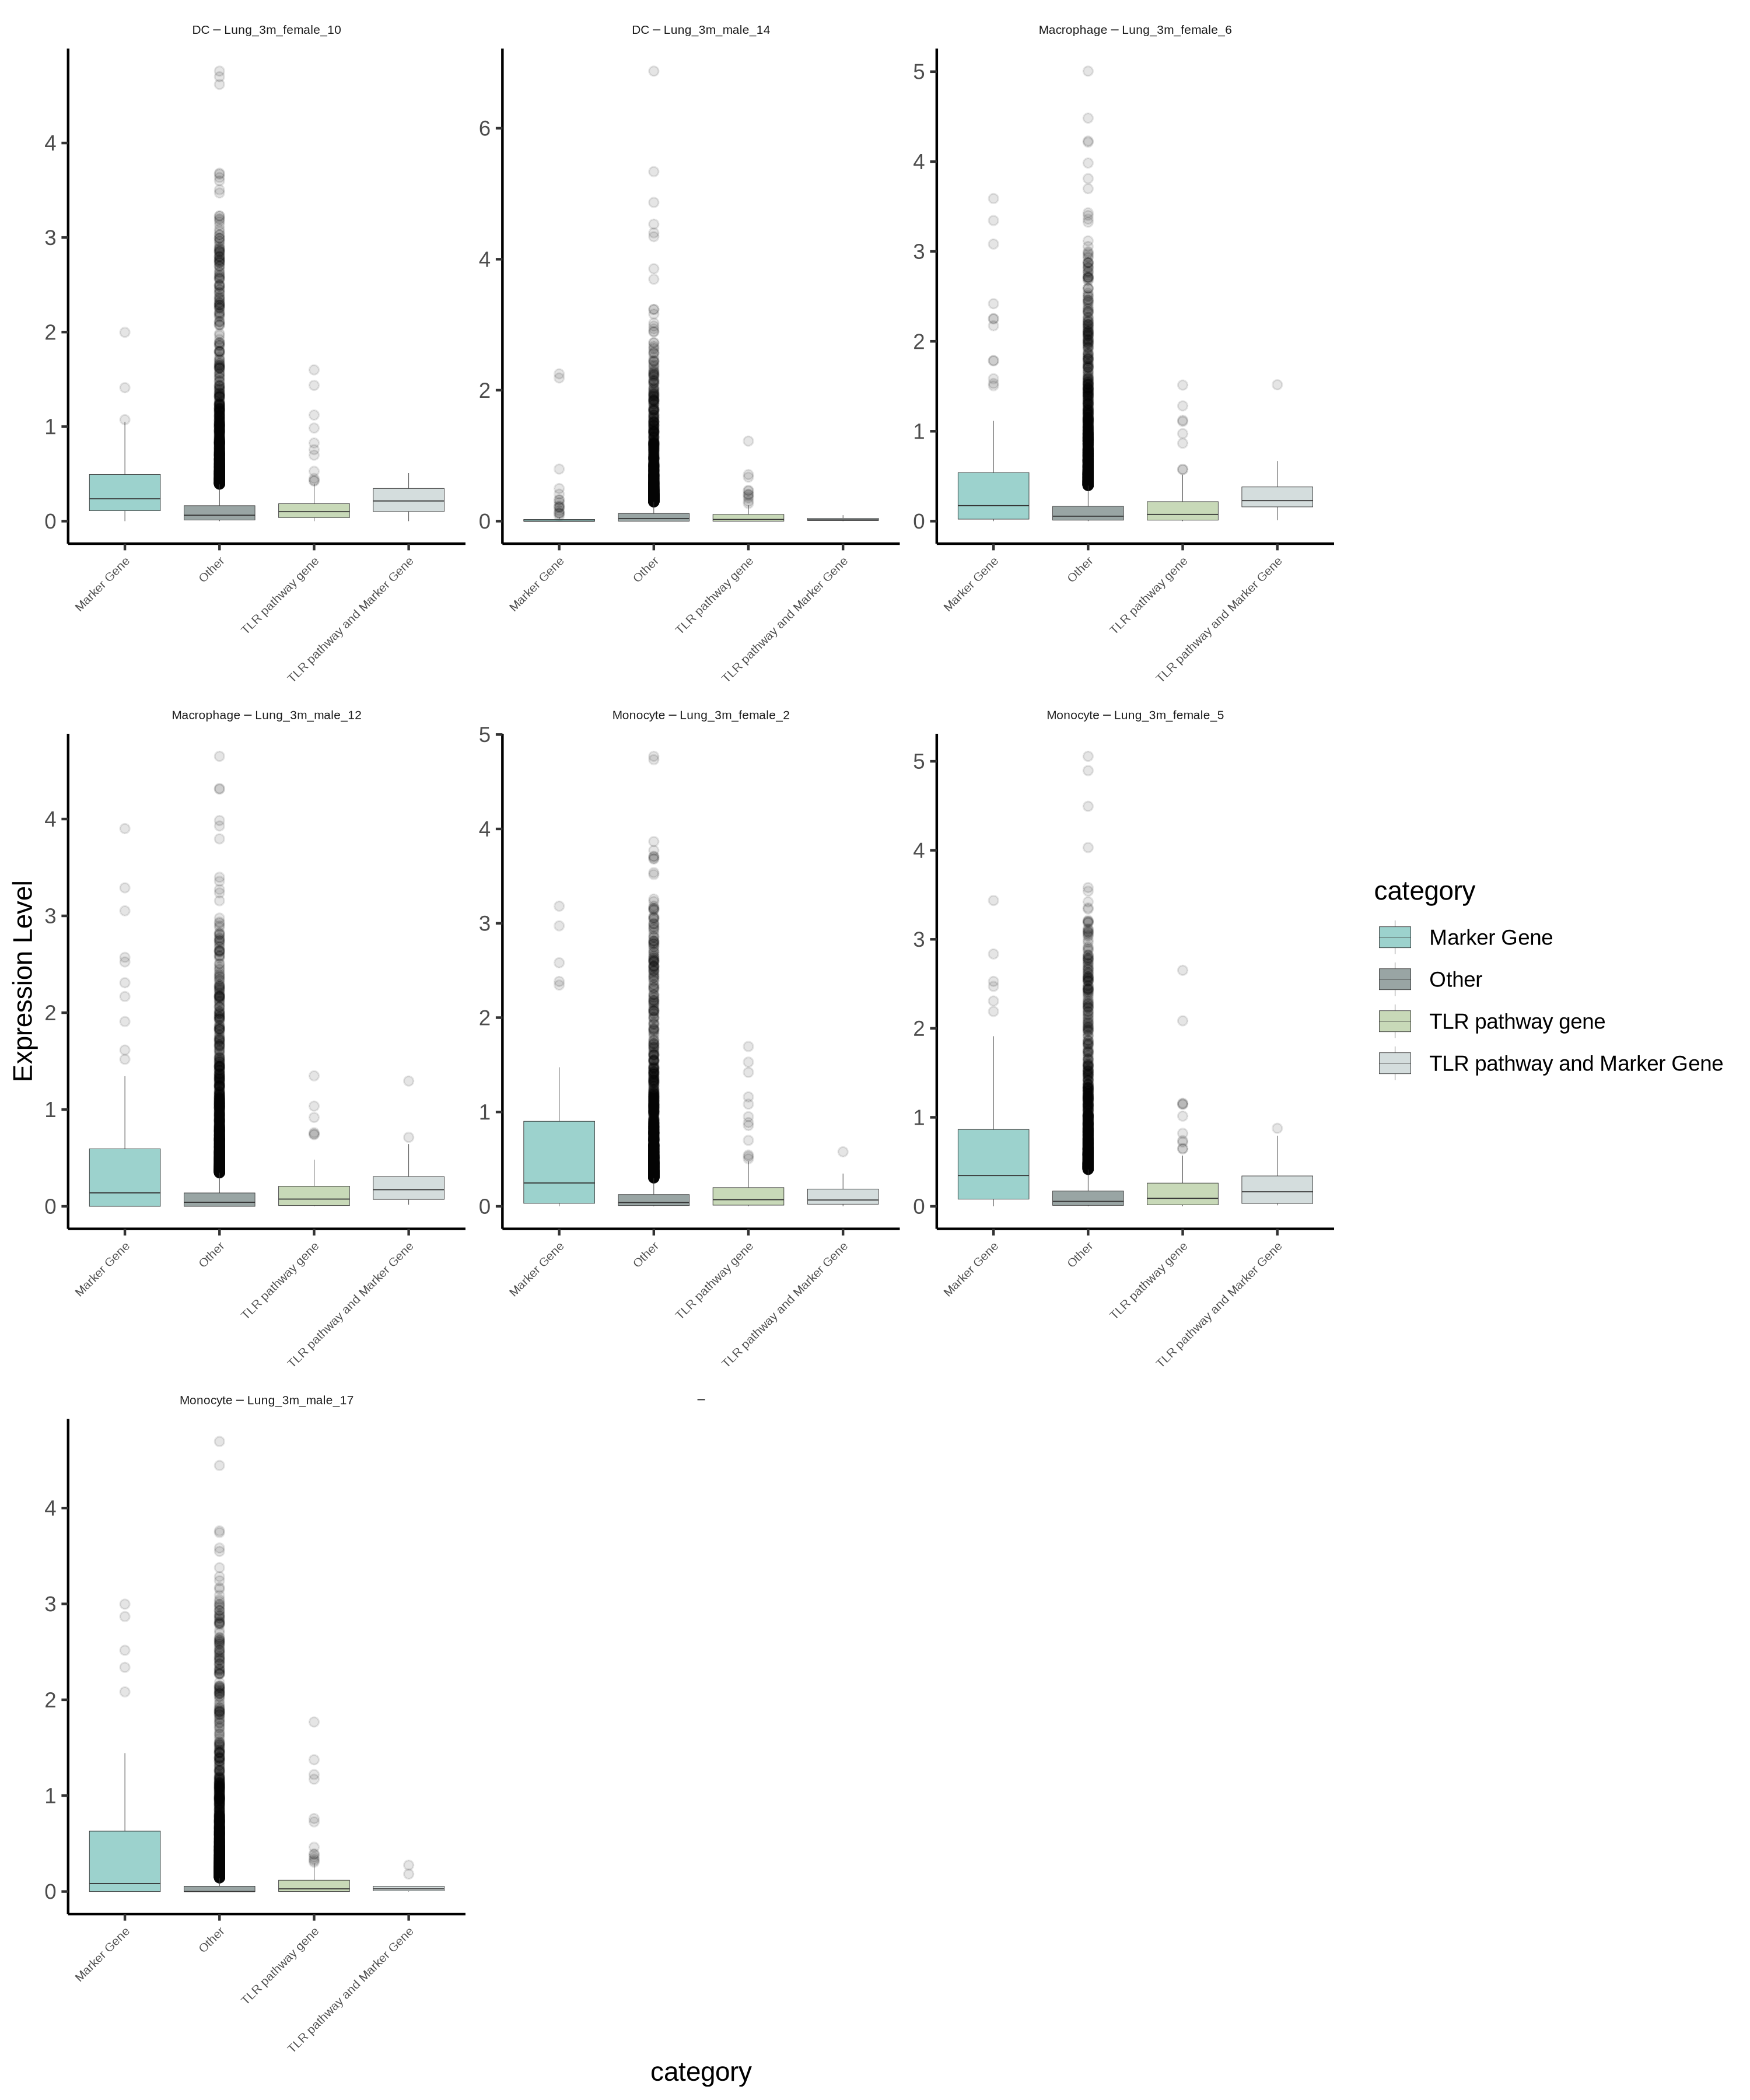 DC – Lung_3m_female_10
DC – Lung_3m_male_14
Macrophage – Lung_3m_female_6
4
3
2
1
0
6
4
2
0
5
4
3
2
1
0
Marker Gene
Other
TLR pathway gene
TLR pathway and Marker Gene
Marker Gene
Other
TLR pathway gene
TLR pathway and Marker Gene
Marker Gene
Other
TLR pathway gene
TLR pathway and Marker Gene
Macrophage – Lung_3m_male_12
Monocyte – Lung_3m_female_2
Monocyte – Lung_3m_female_5
Expression Level
4
3
2
1
0
5
4
3
2
1
0
5
4
3
2
1
0
Marker Gene
Other
TLR pathway gene
TLR pathway and Marker Gene
Marker Gene
Other
TLR pathway gene
TLR pathway and Marker Gene
Marker Gene
Other
TLR pathway gene
TLR pathway and Marker Gene
category
Marker Gene
Other
TLR pathway gene
TLR pathway and Marker Gene
Monocyte – Lung_3m_male_17
–
4
3
2
1
0
Marker Gene
Other
TLR pathway gene
TLR pathway and Marker Gene
category